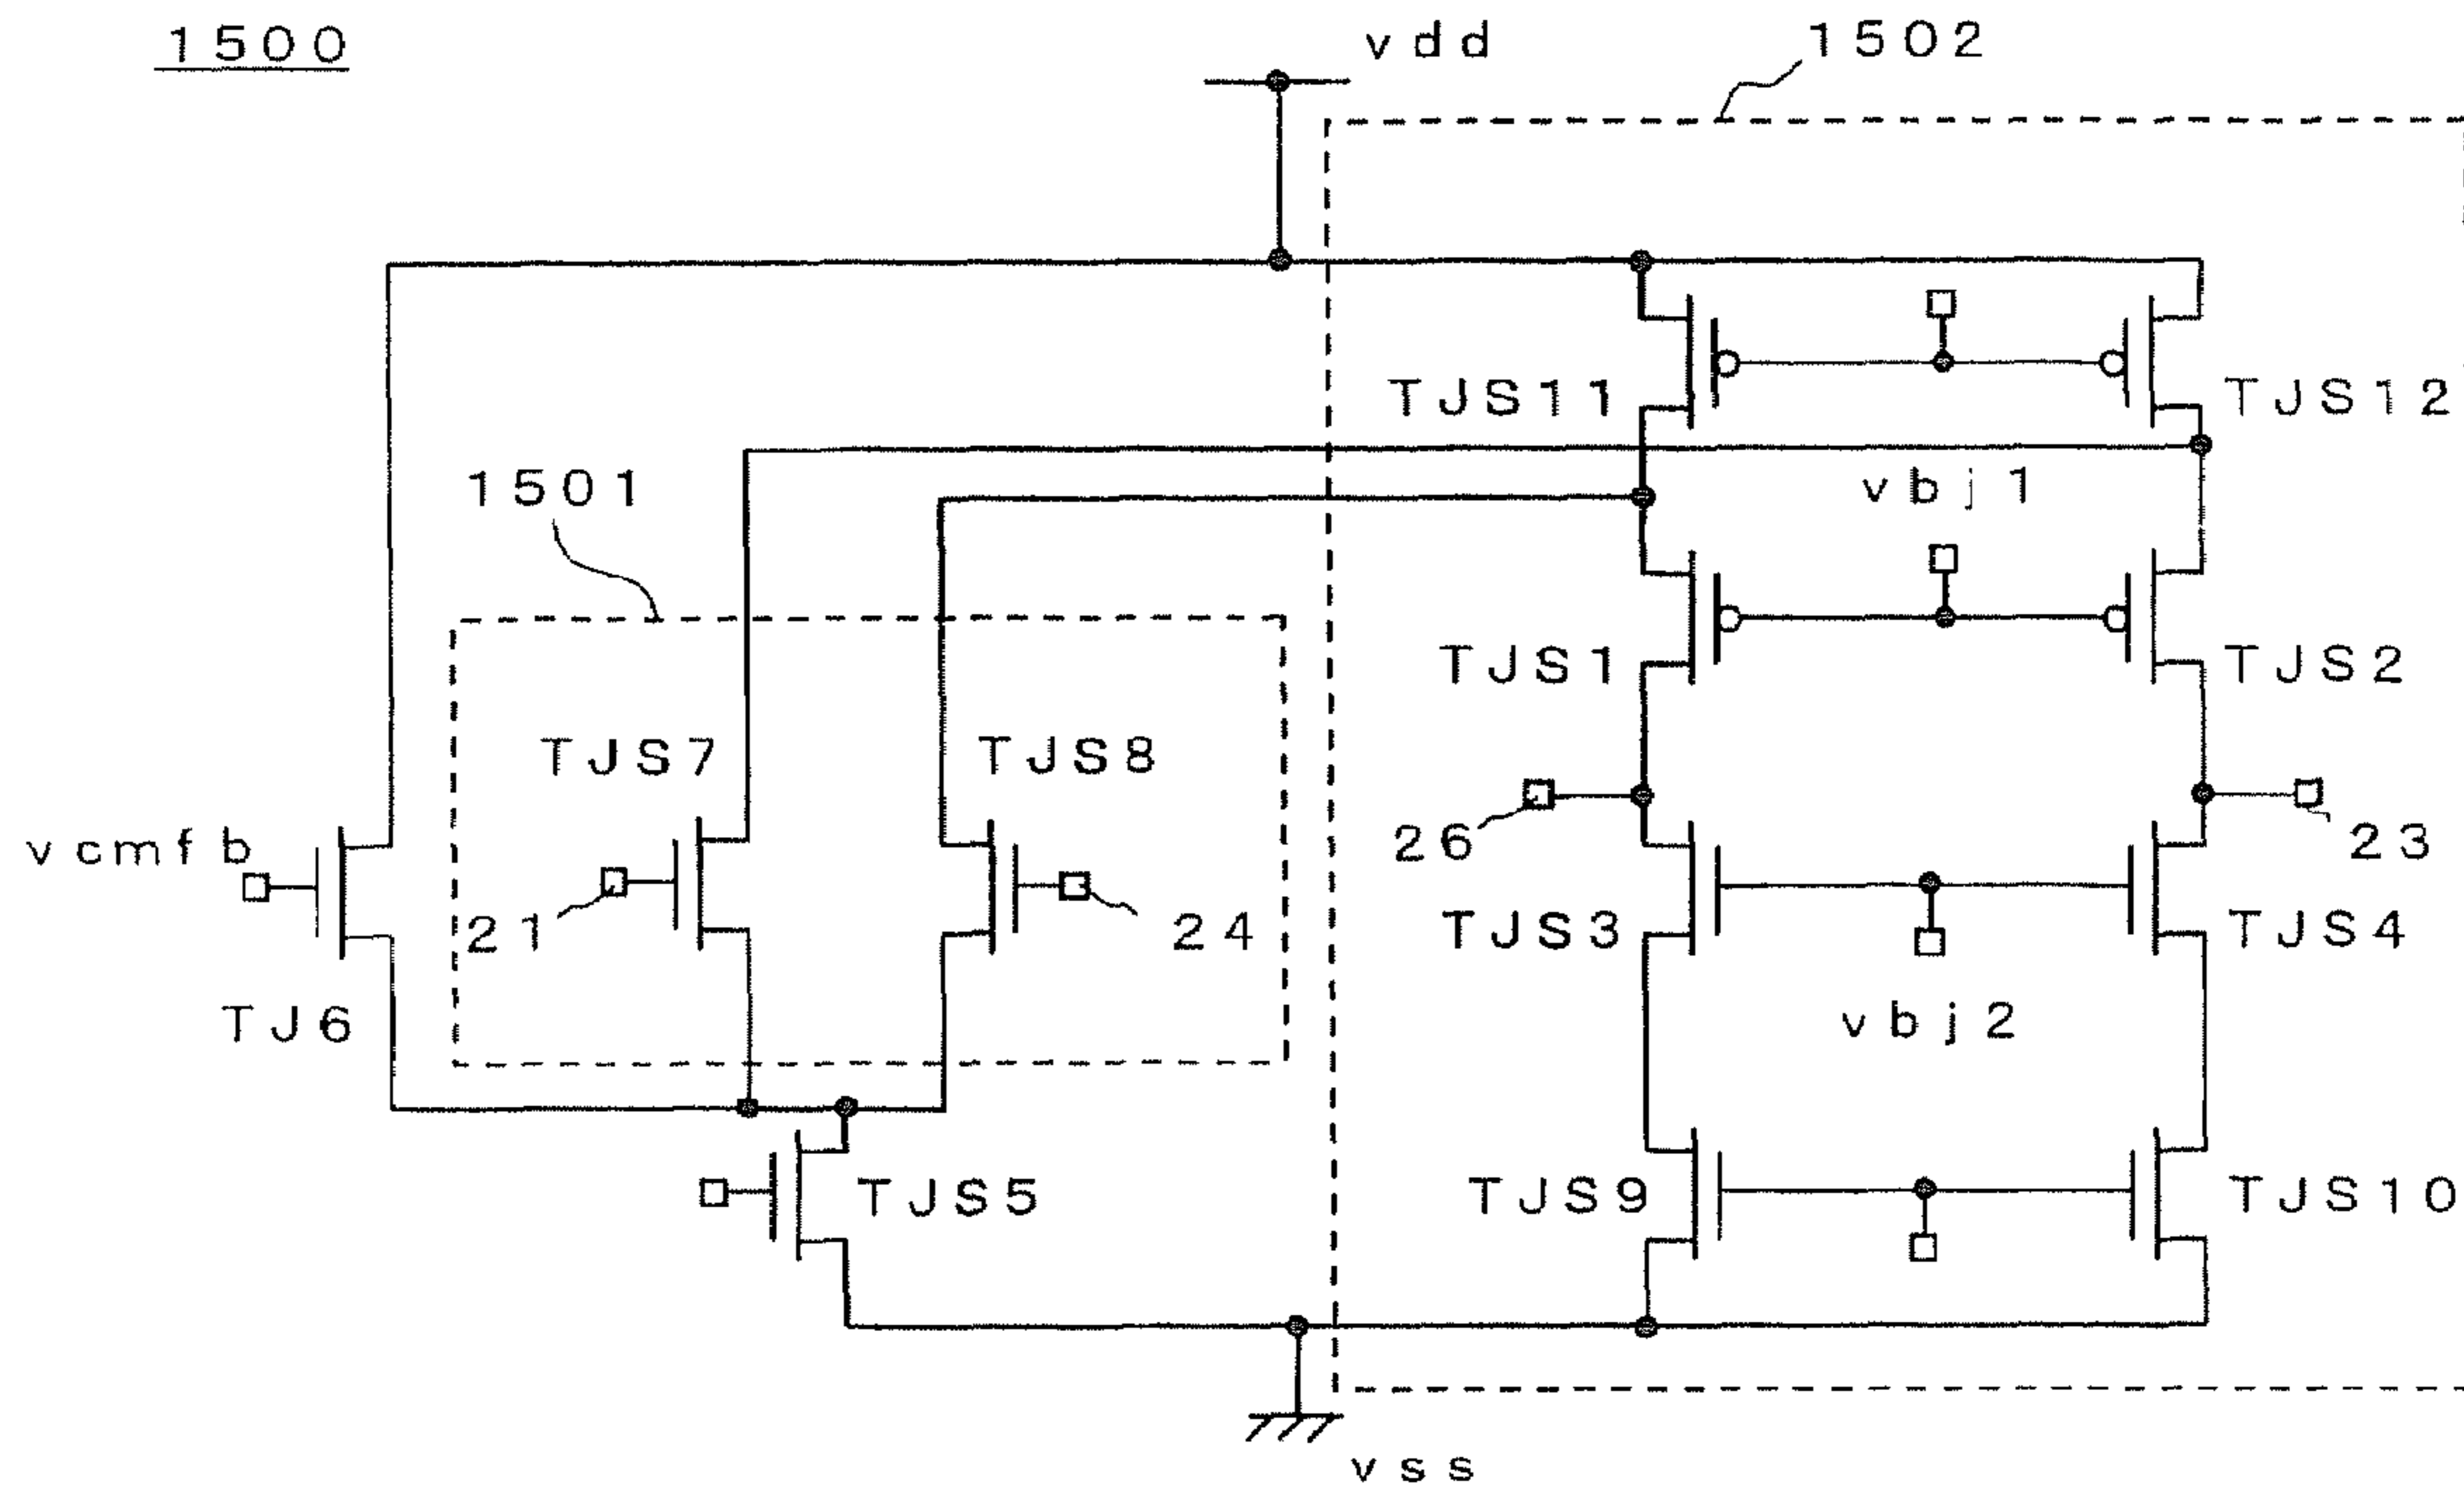 1500
vdd
1502
TJS11
TJS12
1501
vbj1
TJS1
TJS2
TJS7
TJS8
vcmfb
26
23
21
24
TJS3
TJS4
TJ6
vbj2
TJS5
TJS9
TJS10
vss